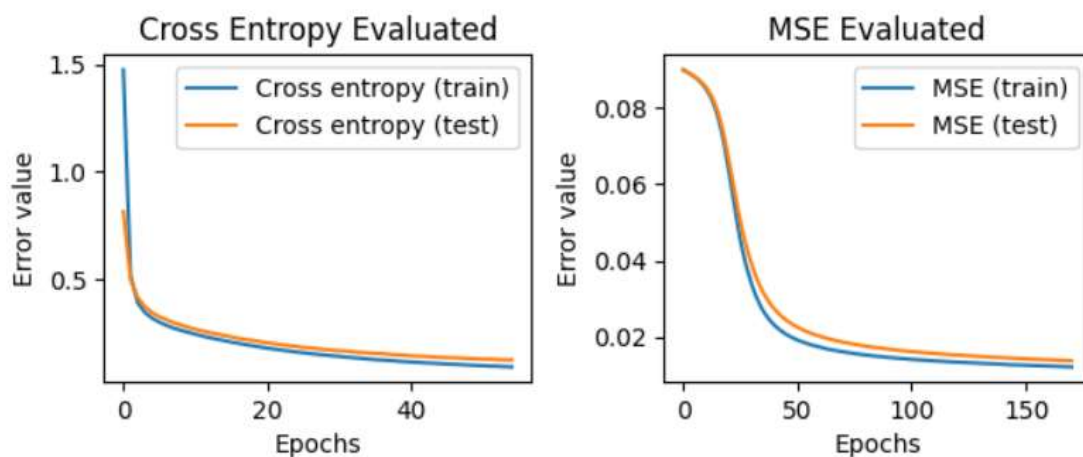 Cross Entropy Evaluated
1.5
1.0
0.5
Error value
Cross entropy (train)
Cross entropy (test)
0
20
40
Epochs
MSE Evaluated
0.08
0.06
0.04
0.02
Error value
MSE (train)
MSE (test)
0
50
100
150
Epochs